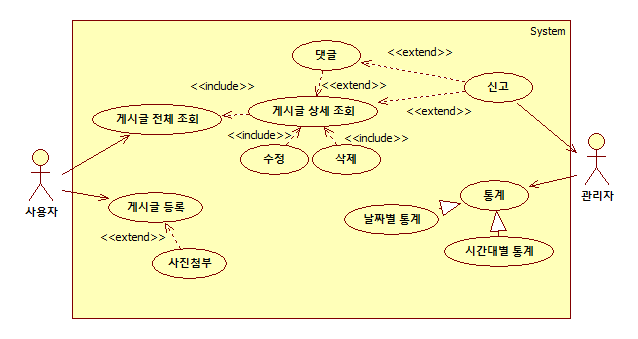 System
댓글
<<extend>>
<<include>>
<<extend>>
신고
게시글 전체 조회
게시글 상세 조회
<<extend>>
<<include>>
<<include>>
수정
삭제
사용자
관리자
통계
게시글 등록
날짜별 통계
<<extend>>
시간대별 통계
사진첨부